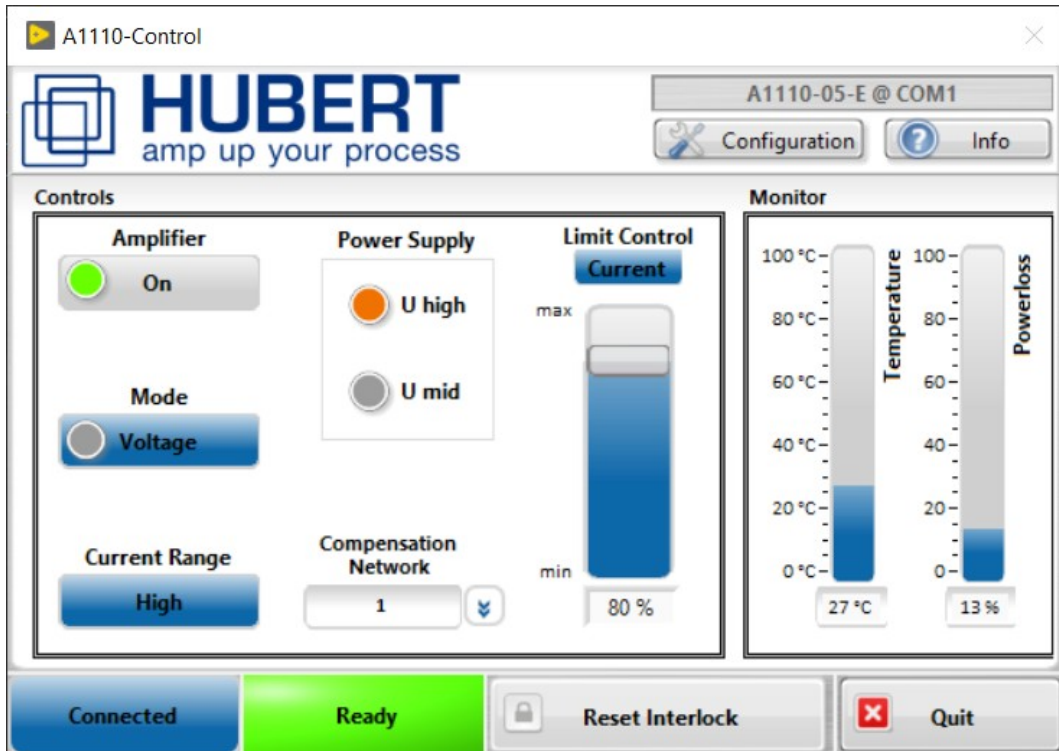 A1110-Control
HUBERT
amp up your process
A1110-05-E @ COM1
Configuration
Info
Controls
Amplifier
On
Mode
Voltage
Current Range
High
Power Supply
U high
U mid
Compensation
Network
1
Limit Control
Current
max
min
80 %
Monitor
100 °C
80 °C
60 °C
40 °C
20 °C
0 °C
Temperature
27 °C
100
80
60
40
20
0
Powerloss
13 %
Connected
Ready
Reset Interlock
Quit